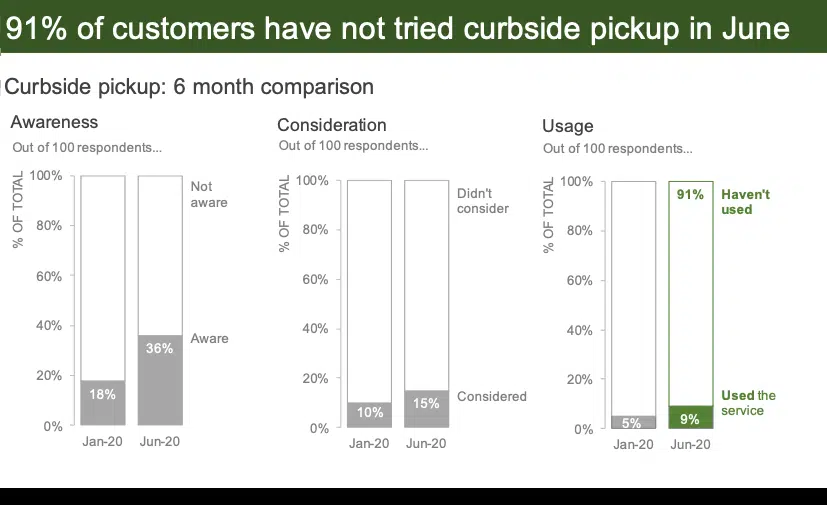 91% of customers have not tried curbside pickup in June
Curbside pickup: 6 month comparison
Awareness
Out of 100 respondents...
% OF TOTAL
100%
80%
60%
40%
20%
0%
Not
aware
Aware
36%
18%
Jan-20
Jun-20
Consideration
Out of 100 respondents...
% OF TOTAL
100%
80%
60%
40%
20%
0%
Didn't
consider
Considered
15%
10%
Jan-20
Jun-20
Usage
Out of 100 respondents...
% OF TOTAL
100%
80%
60%
40%
20%
0%
91%
Haven't
used
Used the
service
5%
9%
Jan-20
Jun-20